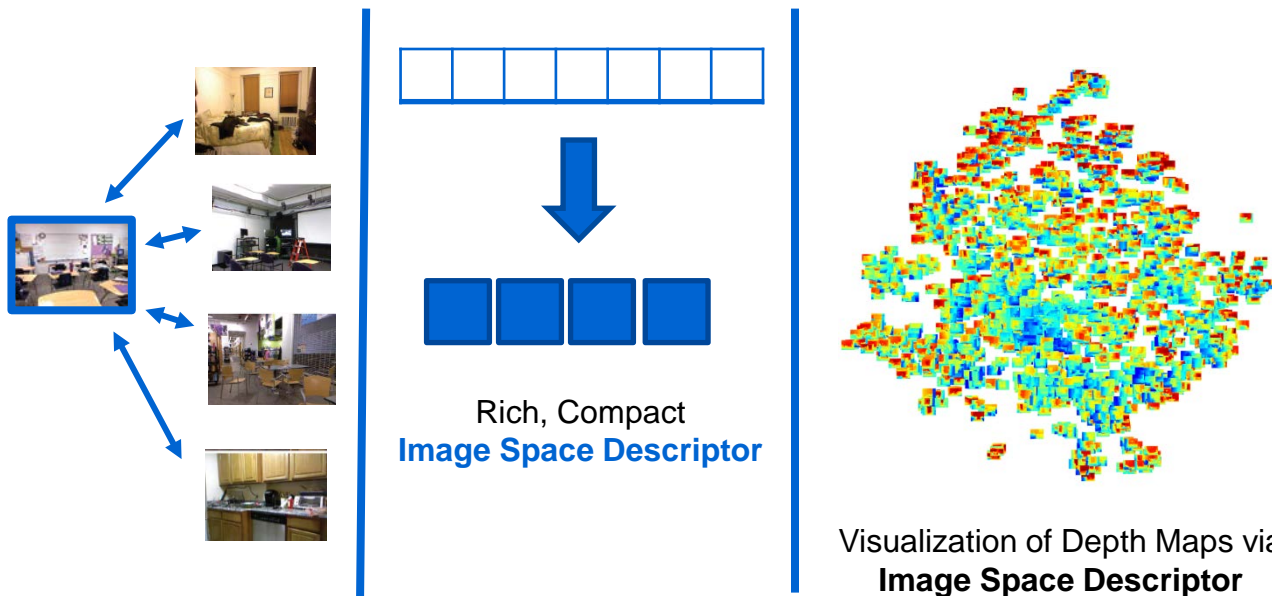 Rich, Compact
Image Space Descriptor
Visualization of Depth Maps via
Image Space Descriptor